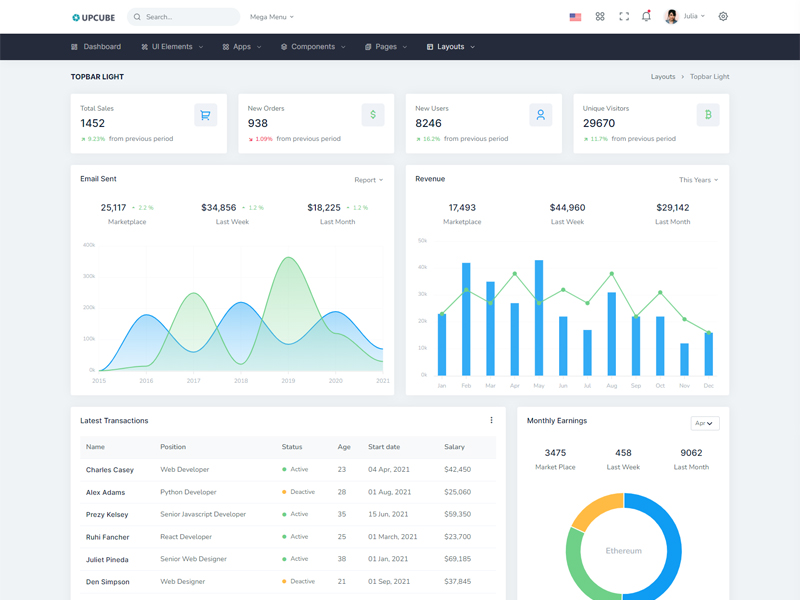 UPCUBE Search... Mega Menu Julia
Dashboard UI Elements Apps Components Pages Layouts
TOPBAR LIGHT Layouts > Topbar Light
Total Sales New Orders New Users Unique Visitors
1452 938 8246 29670
9.23% from previous period 1.09% from previous period 16.2% from previous period 11.7% from previous period
Email Sent Report Revenue This Years
25,117 2.2 % $34,856 1.2 % $18,225 1.2 % 17,493 $44,960 $29,142
Marketplace Last Week Last Month Marketplace Last Week Last Month
400k
300k
200k
100k
0k
2015 2016 2017 2018 2019 2020 2021
50k
40k
30k
20k
10k
0k
Jan Feb Mar Apr May Jun Jul Aug Sep Oct Nov Dec
Latest Transactions
Name Position Status Age Start date Salary
Charles Casey Web Developer Active 23 04 Apr, 2021 $42,450
Alex Adams Python Developer Deactive 28 01 Aug, 2021 $25,060
Prezy Kelsey Senior Javascript Developer Active 35 15 Jun, 2021 $59,350
Ruhi Fancher React Developer Active 25 01 March, 2021 $23,700
Juliet Pineda Senior Web Designer Active 38 01 Jan, 2021 $69,185
Den Simpson Web Designer Deactive 21 01 Sep, 2021 $37,845
Monthly Earnings Apr
3475 458 9062
Market Place Last Week Last Month
Ethereum